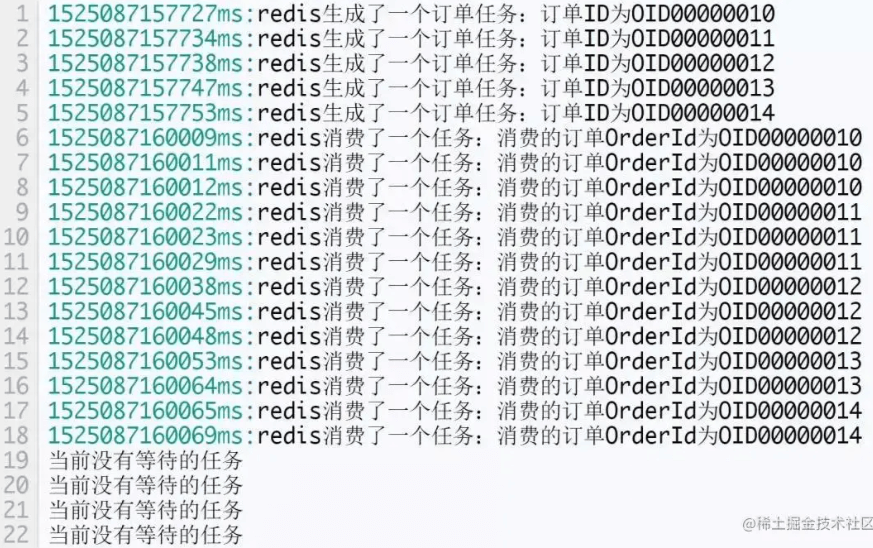 1 1525087157727ms:redis生成了一个订单任务：订单ID为OID00000010
2 1525087157734ms:redis生成了一个订单任务：订单ID为OID00000011
3 1525087157738ms:redis生成了一个订单任务：订单ID为OID00000012
4 1525087157747ms:redis生成了一个订单任务：订单ID为OID00000013
5 1525087157753ms:redis生成了一个订单任务：订单ID为OID00000014
6 1525087160009ms:redis消费了一个任务：消费的订单OrderId为OID00000010
7 1525087160011ms:redis消费了一个任务：消费的订单OrderId为OID00000010
8 1525087160012ms:redis消费了一个任务：消费的订单OrderId为OID00000010
9 1525087160022ms:redis消费了一个任务：消费的订单OrderId为OID00000011
10 1525087160023ms:redis消费了一个任务：消费的订单OrderId为OID00000011
11 1525087160029ms:redis消费了一个任务：消费的订单OrderId为OID00000011
12 1525087160038ms:redis消费了一个任务：消费的订单OrderId为OID00000012
13 1525087160045ms:redis消费了一个任务：消费的订单OrderId为OID00000012
14 1525087160048ms:redis消费了一个任务：消费的订单OrderId为OID00000012
15 1525087160053ms:redis消费了一个任务：消费的订单OrderId为OID00000013
16 1525087160064ms:redis消费了一个任务：消费的订单OrderId为OID00000013
17 1525087160065ms:redis消费了一个任务：消费的订单OrderId为OID00000014
18 1525087160069ms:redis消费了一个任务：消费的订单OrderId为OID00000014
19 当前没有等待的任务
20 当前没有等待的任务
21 当前没有等待的任务
22 当前没有等待的任务
@稀土掘金技术社区